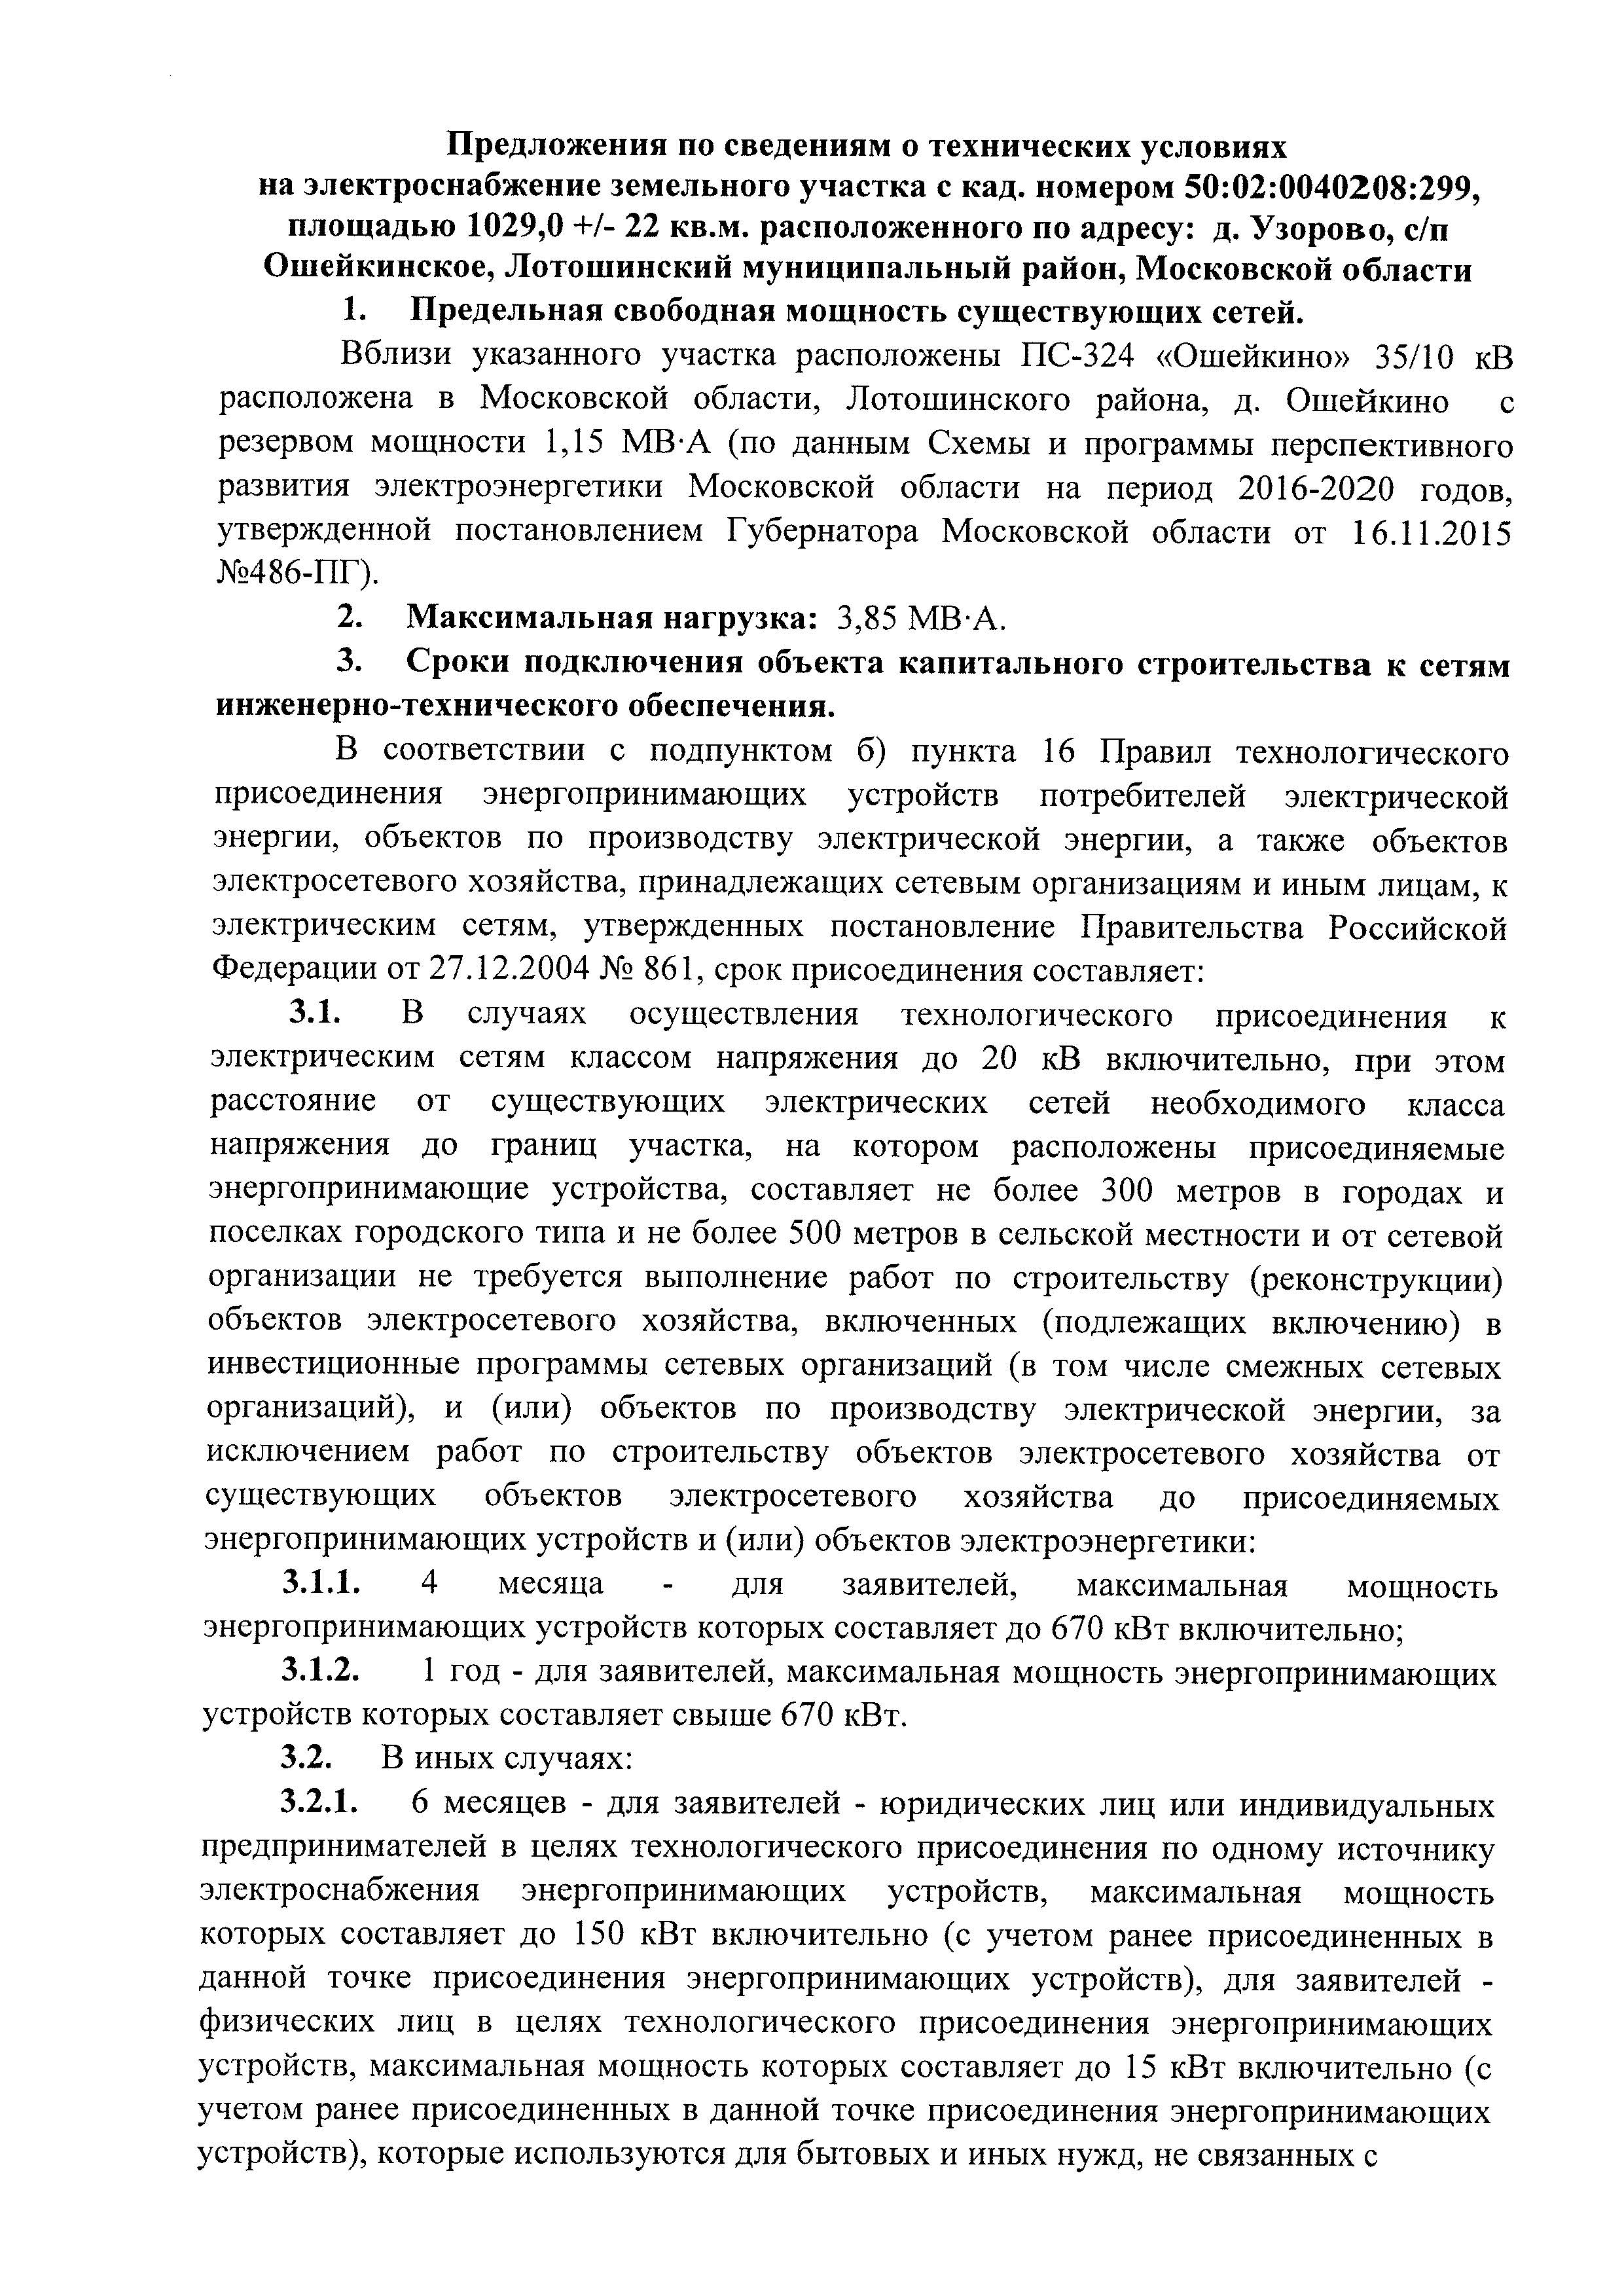 Предложения по сведениям о технических условиях
на электроснабжение земельного участка с кад. номером 50:02:0040208:299,
площадью 1029,0 +/- 22 кв.м. расположенного по адресу: д. Узорово, с/п
Ошейкинское, Лотошинский муниципальный район, Московской области
1. Предельная свободная мощность существующих сетей.
Вблизи указанного участка расположены ПС-324 «Ошейкино» 35/10 кВ
расположена в Московской области, Лотошинского района, д. Ошейкино с
резервом мощности 1,15 МВ·А (по данным Схемы и программы перспективного
развития электроэнергетики Московской области на период 2016-2020 годов,
утвержденной постановлением Губернатора Московской области от 16.11.2015
№486-ПГ).
2. Максимальная нагрузка: 3,85 МВ·А.
3. Сроки подключения объекта капитального строительства к сетям
инженерно-технического обеспечения.
В соответствии с подпунктом б) пункта 16 Правил технологического
присоединения энергопринимающих устройств потребителей электрической
энергии, объектов по производству электрической энергии, а также объектов
электросетевого хозяйства, принадлежащих сетевым организациям и иным лицам, к
электрическим сетям, утвержденных постановление Правительства Российской
Федерации от 27.12.2004 № 861, срок присоединения составляет:
3.1. В случаях осуществления технологического присоединения к
электрическим сетям классом напряжения до 20 кВ включительно, при этом
расстояние от существующих электрических сетей необходимого класса
напряжения до границ участка, на котором расположены присоединяемые
энергопринимающие устройства, составляет не более 300 метров в городах и
поселках городского типа и не более 500 метров в сельской местности и от сетевой
организации не требуется выполнение работ по строительству (реконструкции)
объектов электросетевого хозяйства, включенных (подлежащих включению) в
инвестиционные программы сетевых организаций (в том числе смежных сетевых
организаций), и (или) объектов по производству электрической энергии, за
исключением работ по строительству объектов электросетевого хозяйства от
существующих объектов электросетевого хозяйства до присоединяемых
энергопринимающих устройств и (или) объектов электроэнергетики:
3.1.1. 4 месяца - для заявителей, максимальная мощность
энергопринимающих устройств которых составляет до 670 кВт включительно;
3.1.2. 1 год - для заявителей, максимальная мощность энергопринимающих
устройств которых составляет свыше 670 кВт.
3.2. В иных случаях:
3.2.1. 6 месяцев - для заявителей - юридических лиц или индивидуальных
предпринимателей в целях технологического присоединения по одному источнику
электроснабжения энергопринимающих устройств, максимальная мощность
которых составляет до 150 кВт включительно (с учетом ранее присоединенных в
данной точке присоединения энергопринимающих устройств), для заявителей -
физических лиц в целях технологического присоединения энергопринимающих
устройств, максимальная мощность которых составляет до 15 кВт включительно (с
учетом ранее присоединенных в данной точке присоединения энергопринимающих
устройств), которые используются для бытовых и иных нужд, не связанных с